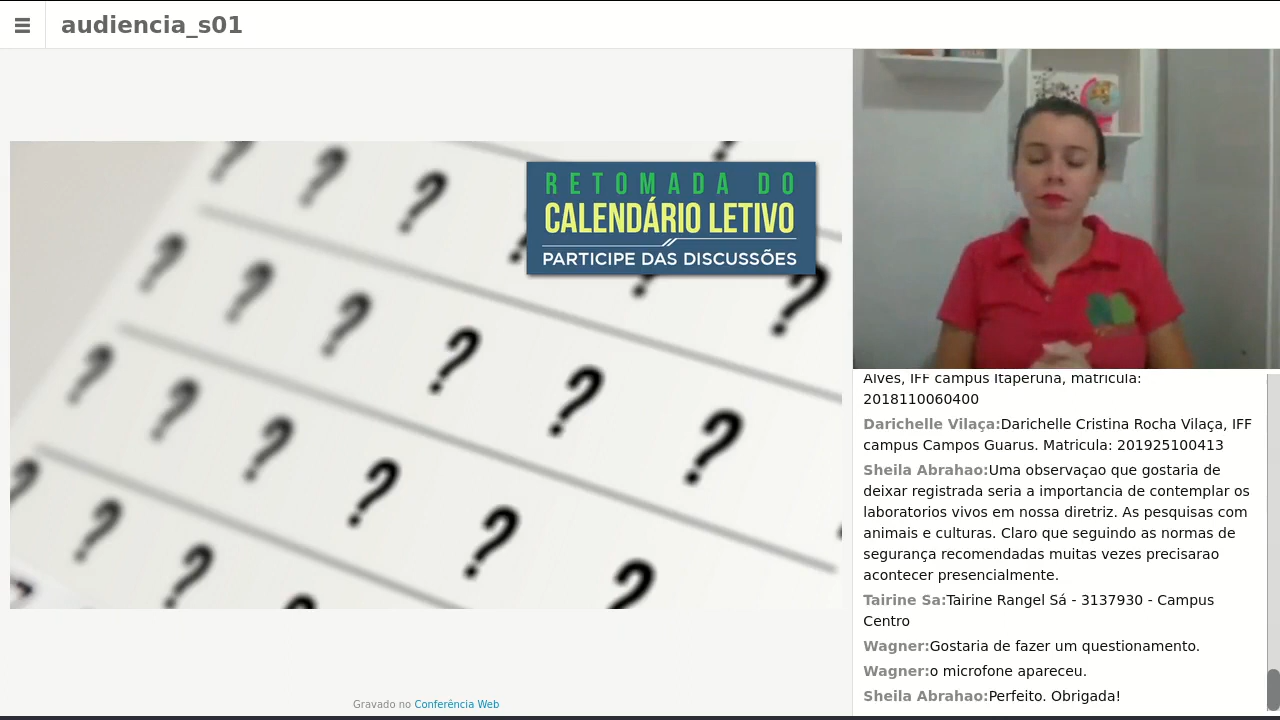 audiencia_s01
RETOMADA DO
CALENDÁRIO LETIVO
PARTICIPE DAS DISCUSSÕES
? ? ? ?
? ? ? ? ? ?
? ? ? ? ? ?
? ? ? ? ? ?
Alves, IFF campus Itaperuna, matricula:
2018110060400
Darichelle Vilaça:Darichelle Cristina Rocha Vilaça, IFF
campus Campos Guarus. Matricula: 201925100413
Sheila Abrahao:Uma observaçao que gostaria de
deixar registrada seria a importancia de contemplar os
laboratorios vivos em nossa diretriz. As pesquisas com
animais e culturas. Claro que seguindo as normas de
segurança recomendadas muitas vezes precisarao
acontecer presencialmente.
Tairine Sa:Tairine Rangel Sá - 3137930 - Campus
Centro
Wagner:Gostaria de fazer um questionamento.
Wagner:o microfone apareceu.
Sheila Abrahao:Perfeito. Obrigada!
Gravado no Conferência Web